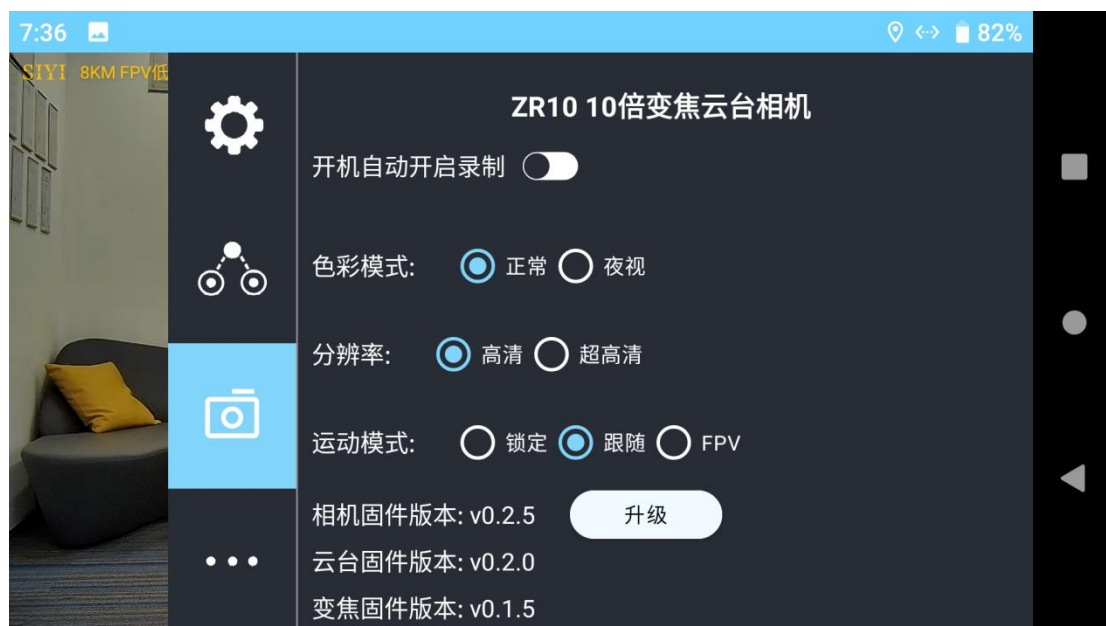 7:36 82%
SIYI 8KM FPV低
ZR10 10倍变焦云台相机
开机自动开启录制
色彩模式: 正常 夜视
分辨率: 高清 超高清
运动模式: 锁定 跟随 FPV
相机固件版本: v0.2.5 升级
云台固件版本: v0.2.0
变焦固件版本: v0.1.5